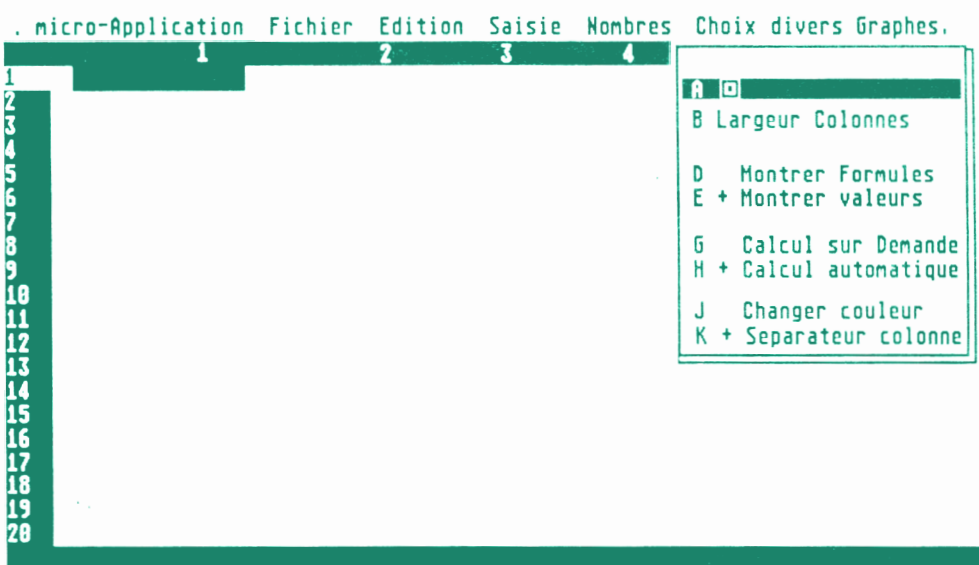 . micro-Application Fichier Edition Saisie Nombres Choix divers Graphes.
1 2 3 4
A
B Largeur Colonnes
D Montrer Formules
E + Montrer valeurs
G Calcul sur Demande
H + Calcul automatique
J Changer couleur
K + Separateur colonne
1
2
3
4
5
6
7
8
9
10
11
12
13
14
15
16
17
18
19
20